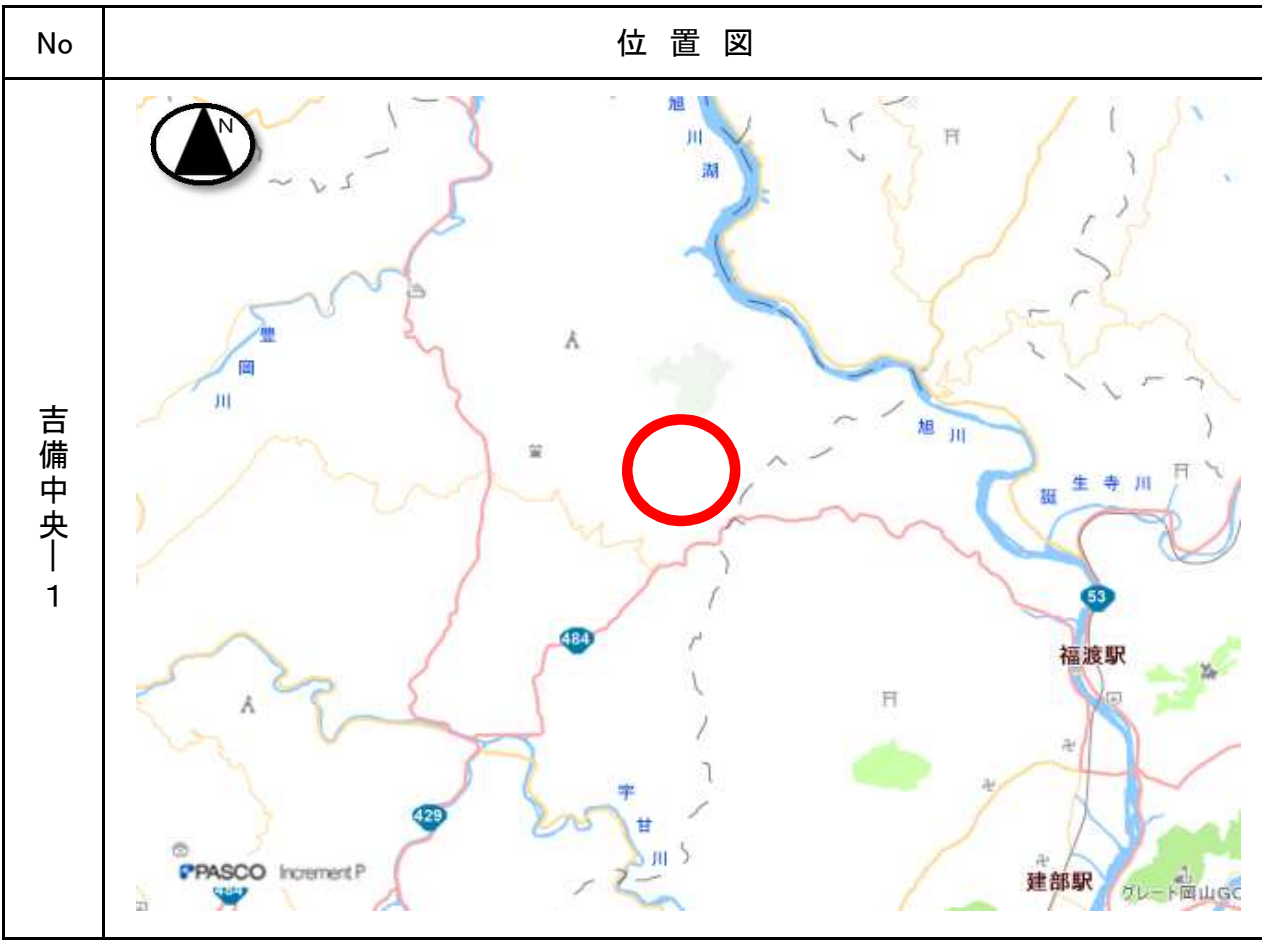 No
位置図
吉備中央―1
N
旭川湖
豊岡川
旭川
誕生寺川
53
484
福渡駅
宇甘川
429
PASCO Increment P
484
建部駅
グレート岡山GC